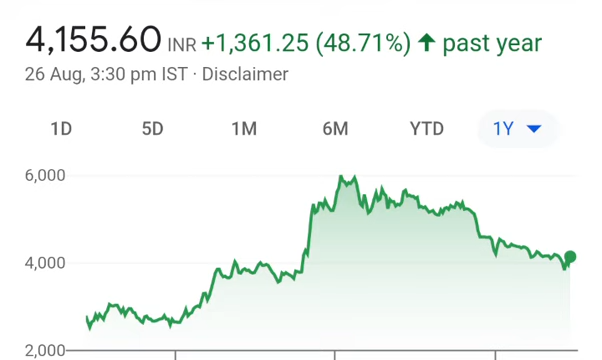 4,155.60 INR +1,361.25 (48.71%) ↑ past year
26 Aug, 3:30 pm IST · Disclaimer
1D 5D 1M 6M YTD 1Y
6,000
4,000
2,000